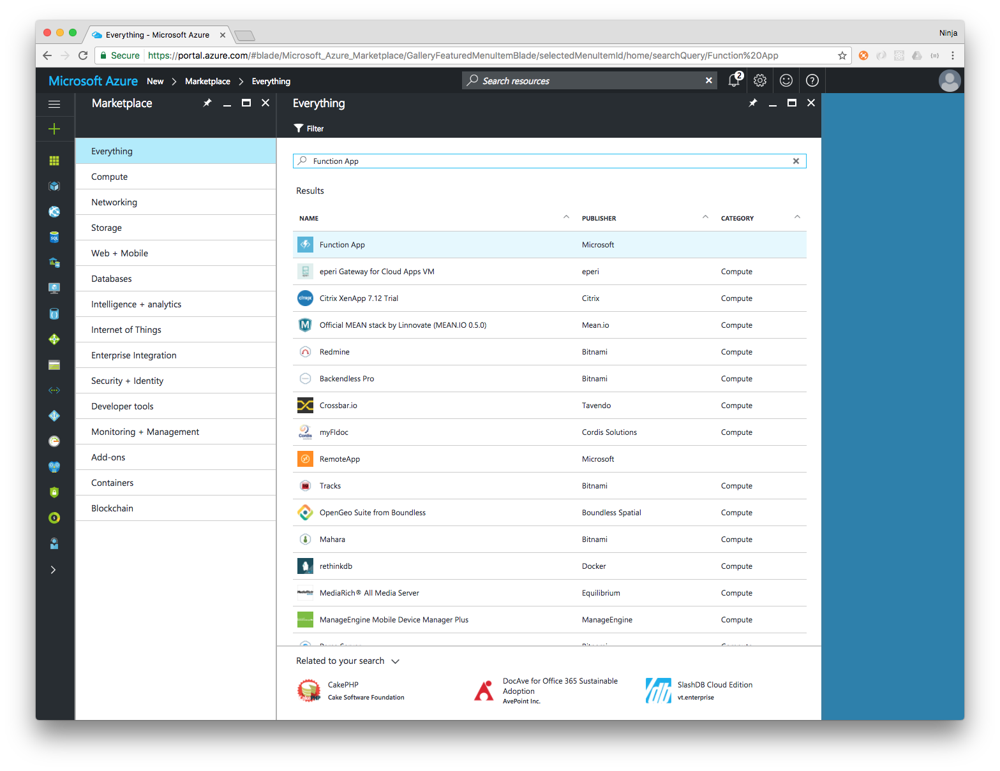 Everything - Microsoft Azure
Ninja
Secure https://portal.azure.com/#blade/Microsoft_Azure_Marketplace/GalleryFeaturedMenuItemBlade/selectedMenuItemId/home/searchQuery/Function%20App
Microsoft Azure New > Marketplace > Everything
Search resources
2
Marketplace
Everything
Compute
Networking
Storage
Web + Mobile
Databases
Intelligence + analytics
Internet of Things
Enterprise Integration
Security + Identity
Developer tools
Monitoring + Management
Add-ons
Containers
Blockchain
Everything
Filter
Function App
Results
NAME PUBLISHER CATEGORY
Function App Microsoft
eperi Gateway for Cloud Apps VM eperi Compute
Citrix XenApp 7.12 Trial Citrix Compute
Official MEAN stack by Linnovate (MEAN.IO 0.5.0) Mean.io Compute
Redmine Bitnami Compute
Backendless Pro Bitnami Compute
Crossbar.io Tavendo Compute
myFIdoc Cordis Solutions Compute
RemoteApp Microsoft
Tracks Bitnami Compute
OpenGeo Suite from Boundless Boundless Spatial Compute
Mahara Bitnami Compute
rethinkdb Docker Compute
MediaRich® All Media Server Equilibrium Compute
ManageEngine Mobile Device Manager Plus ManageEngine Compute
Related to your search
CakePHP
Cake Software Foundation
DocAve for Office 365 Sustainable
Adoption
AvePoint Inc.
SlashDB Cloud Edition
vt.enterprise